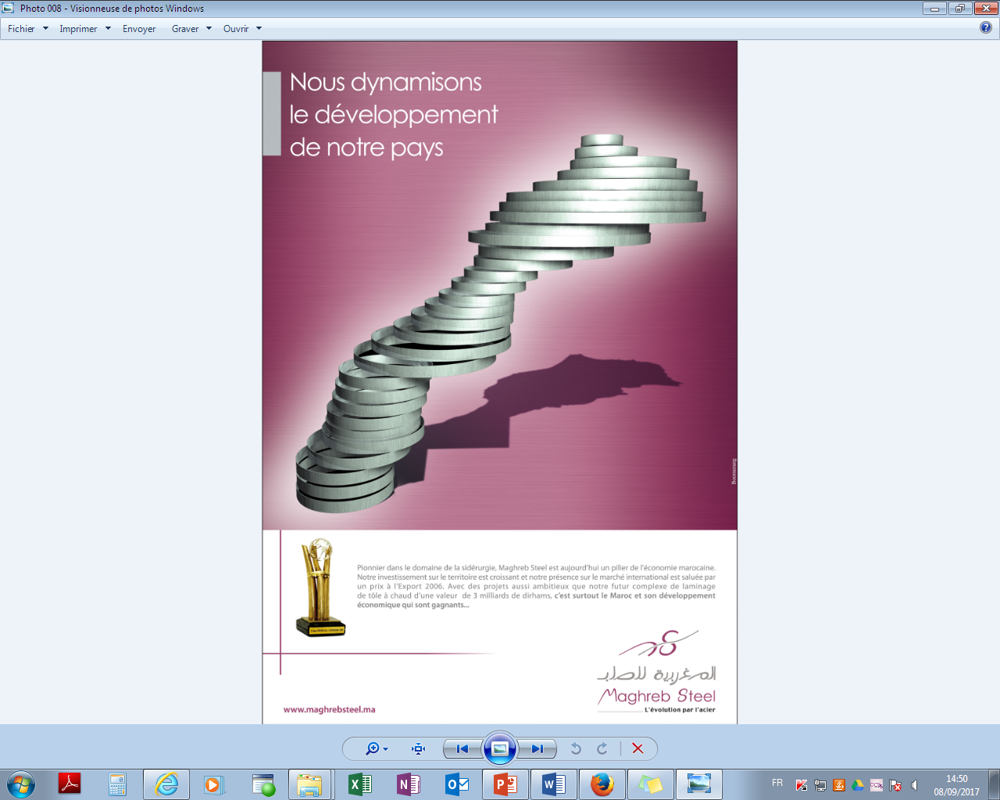 Photo 008 - Visionneuse de photos Windows
Fichier Imprimer Envoyer Graver Ouvrir
Nous dynamisons
le développement
de notre pays
Boomerang
Pionnier dans le domaine de la sidérurgie, Maghreb Steel est aujourd'hui un pilier de l'économie marocaine.
Notre investissement sur le territoire est croissant et notre présence sur le marché international est saluée par
un prix à l'Export 2006. Avec des projets aussi ambitieux que notre futur complexe de laminage
de tôle à chaud d'une valeur de 3 milliards de dirhams, c'est surtout le Maroc et son développement
économique qui sont gagnants...
المغربية للصلب
Maghreb Steel
L'évolution par l'acier
www.maghrebsteel.ma
FR
14:50
08/09/2017